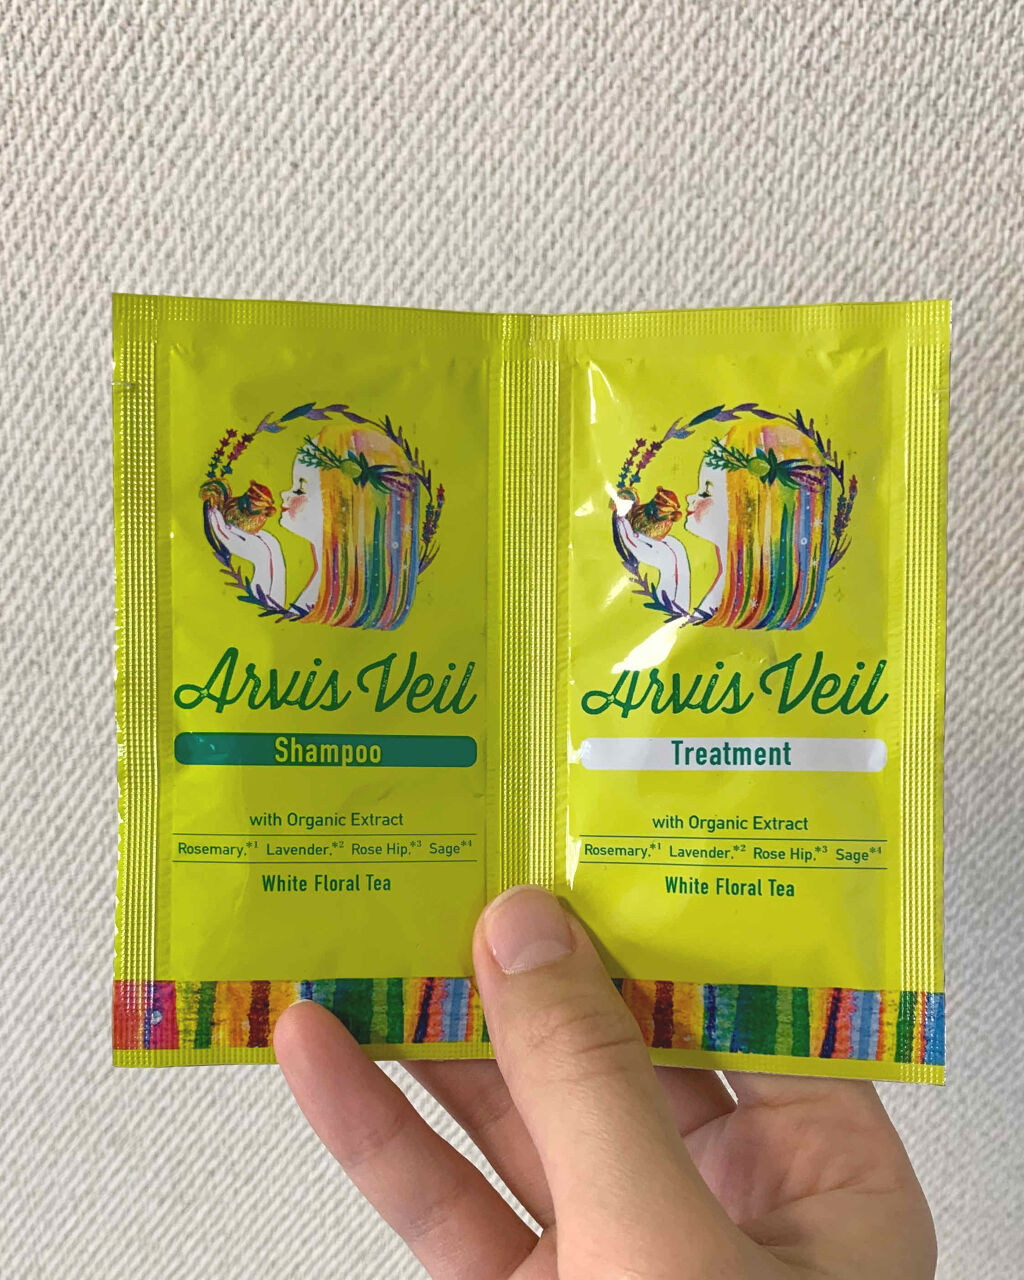 Arvis Veil
Shampoo
with Organic Extract
Rosemary,*1 Lavender,*2 Rose Hip,*3 Sage*4
White Floral Tea
Arvis Veil
Treatment
with Organic Extract
Rosemary,*1 Lavender,*2 Rose Hip,*3 Sage*4
White Floral Tea